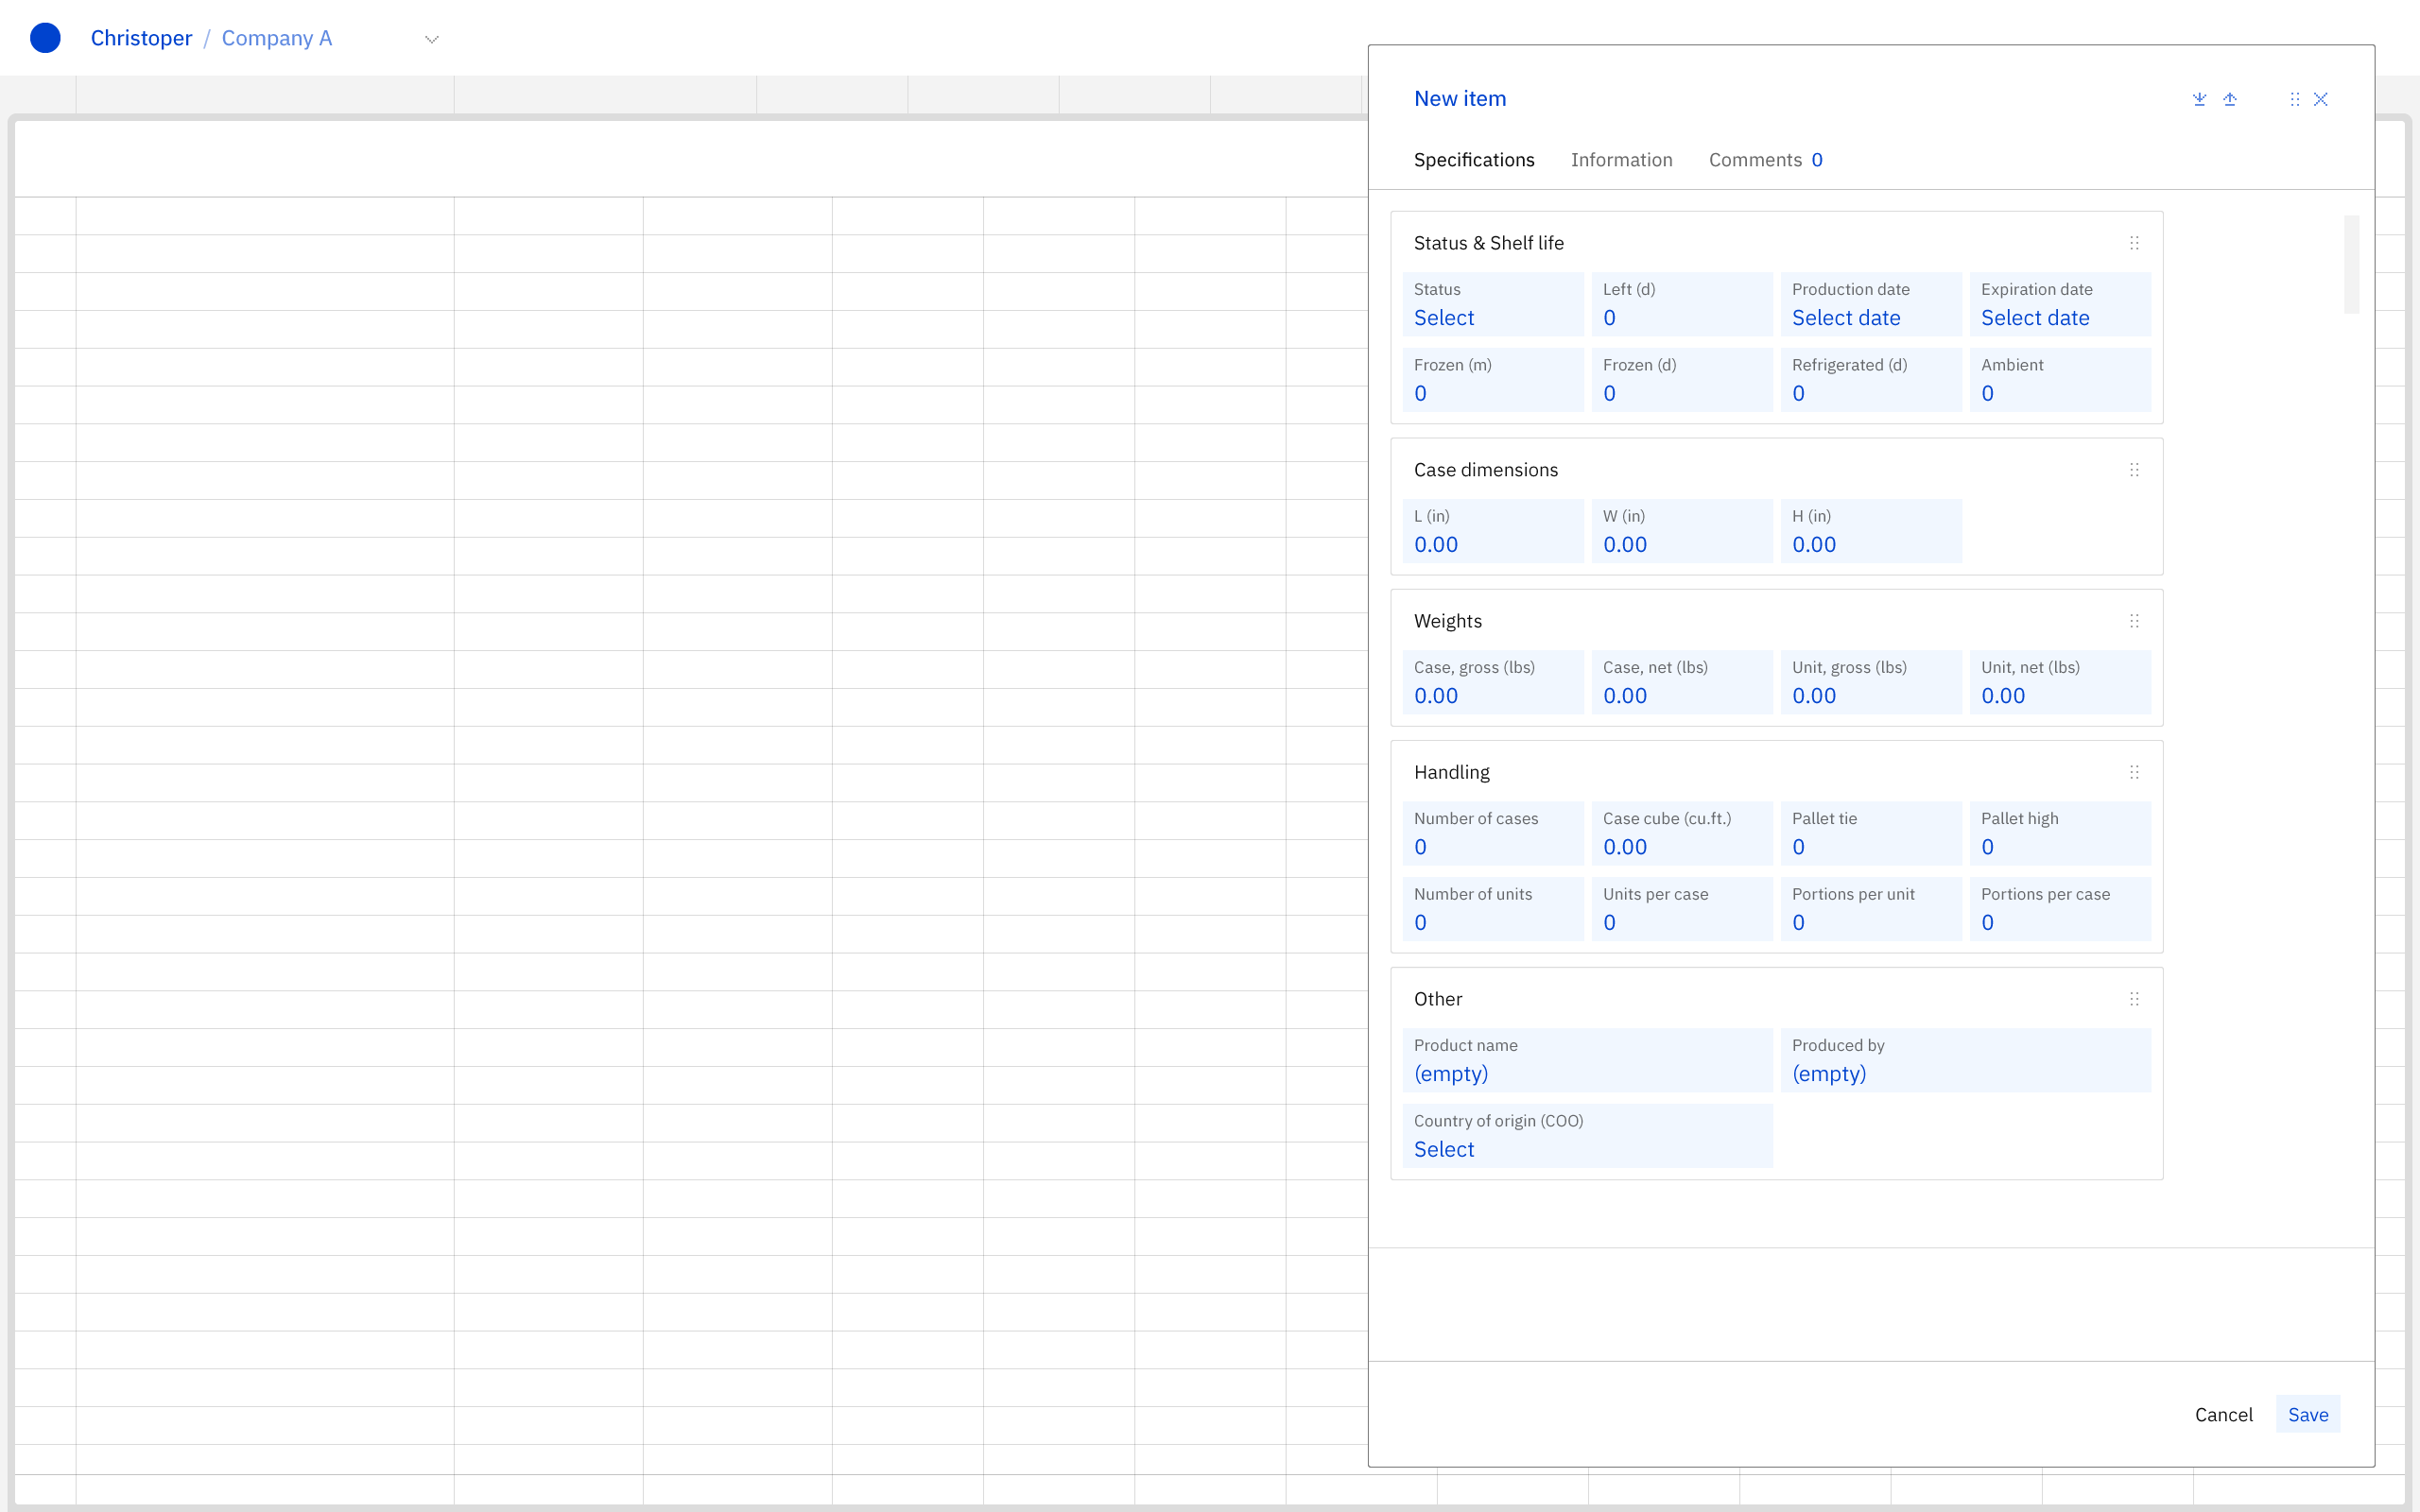 Christoper / Company A
New item
Specifications Information Comments 0
Status & Shelf life
Status Left (d) Production date Expiration date
Select 0 Select date Select date
Frozen (m) Frozen (d) Refrigerated (d) Ambient
0 0 0 0
Case dimensions
L (in) W (in) H (in)
0.00 0.00 0.00
Weights
Case, gross (lbs) Case, net (lbs) Unit, gross (lbs) Unit, net (lbs)
0.00 0.00 0.00 0.00
Handling
Number of cases Case cube (cu.ft.) Pallet tie Pallet high
0 0.00 0 0
Number of units Units per case Portions per unit Portions per case
0 0 0 0
Other
Product name Produced by
(empty) (empty)
Country of origin (COO)
Select
Cancel Save